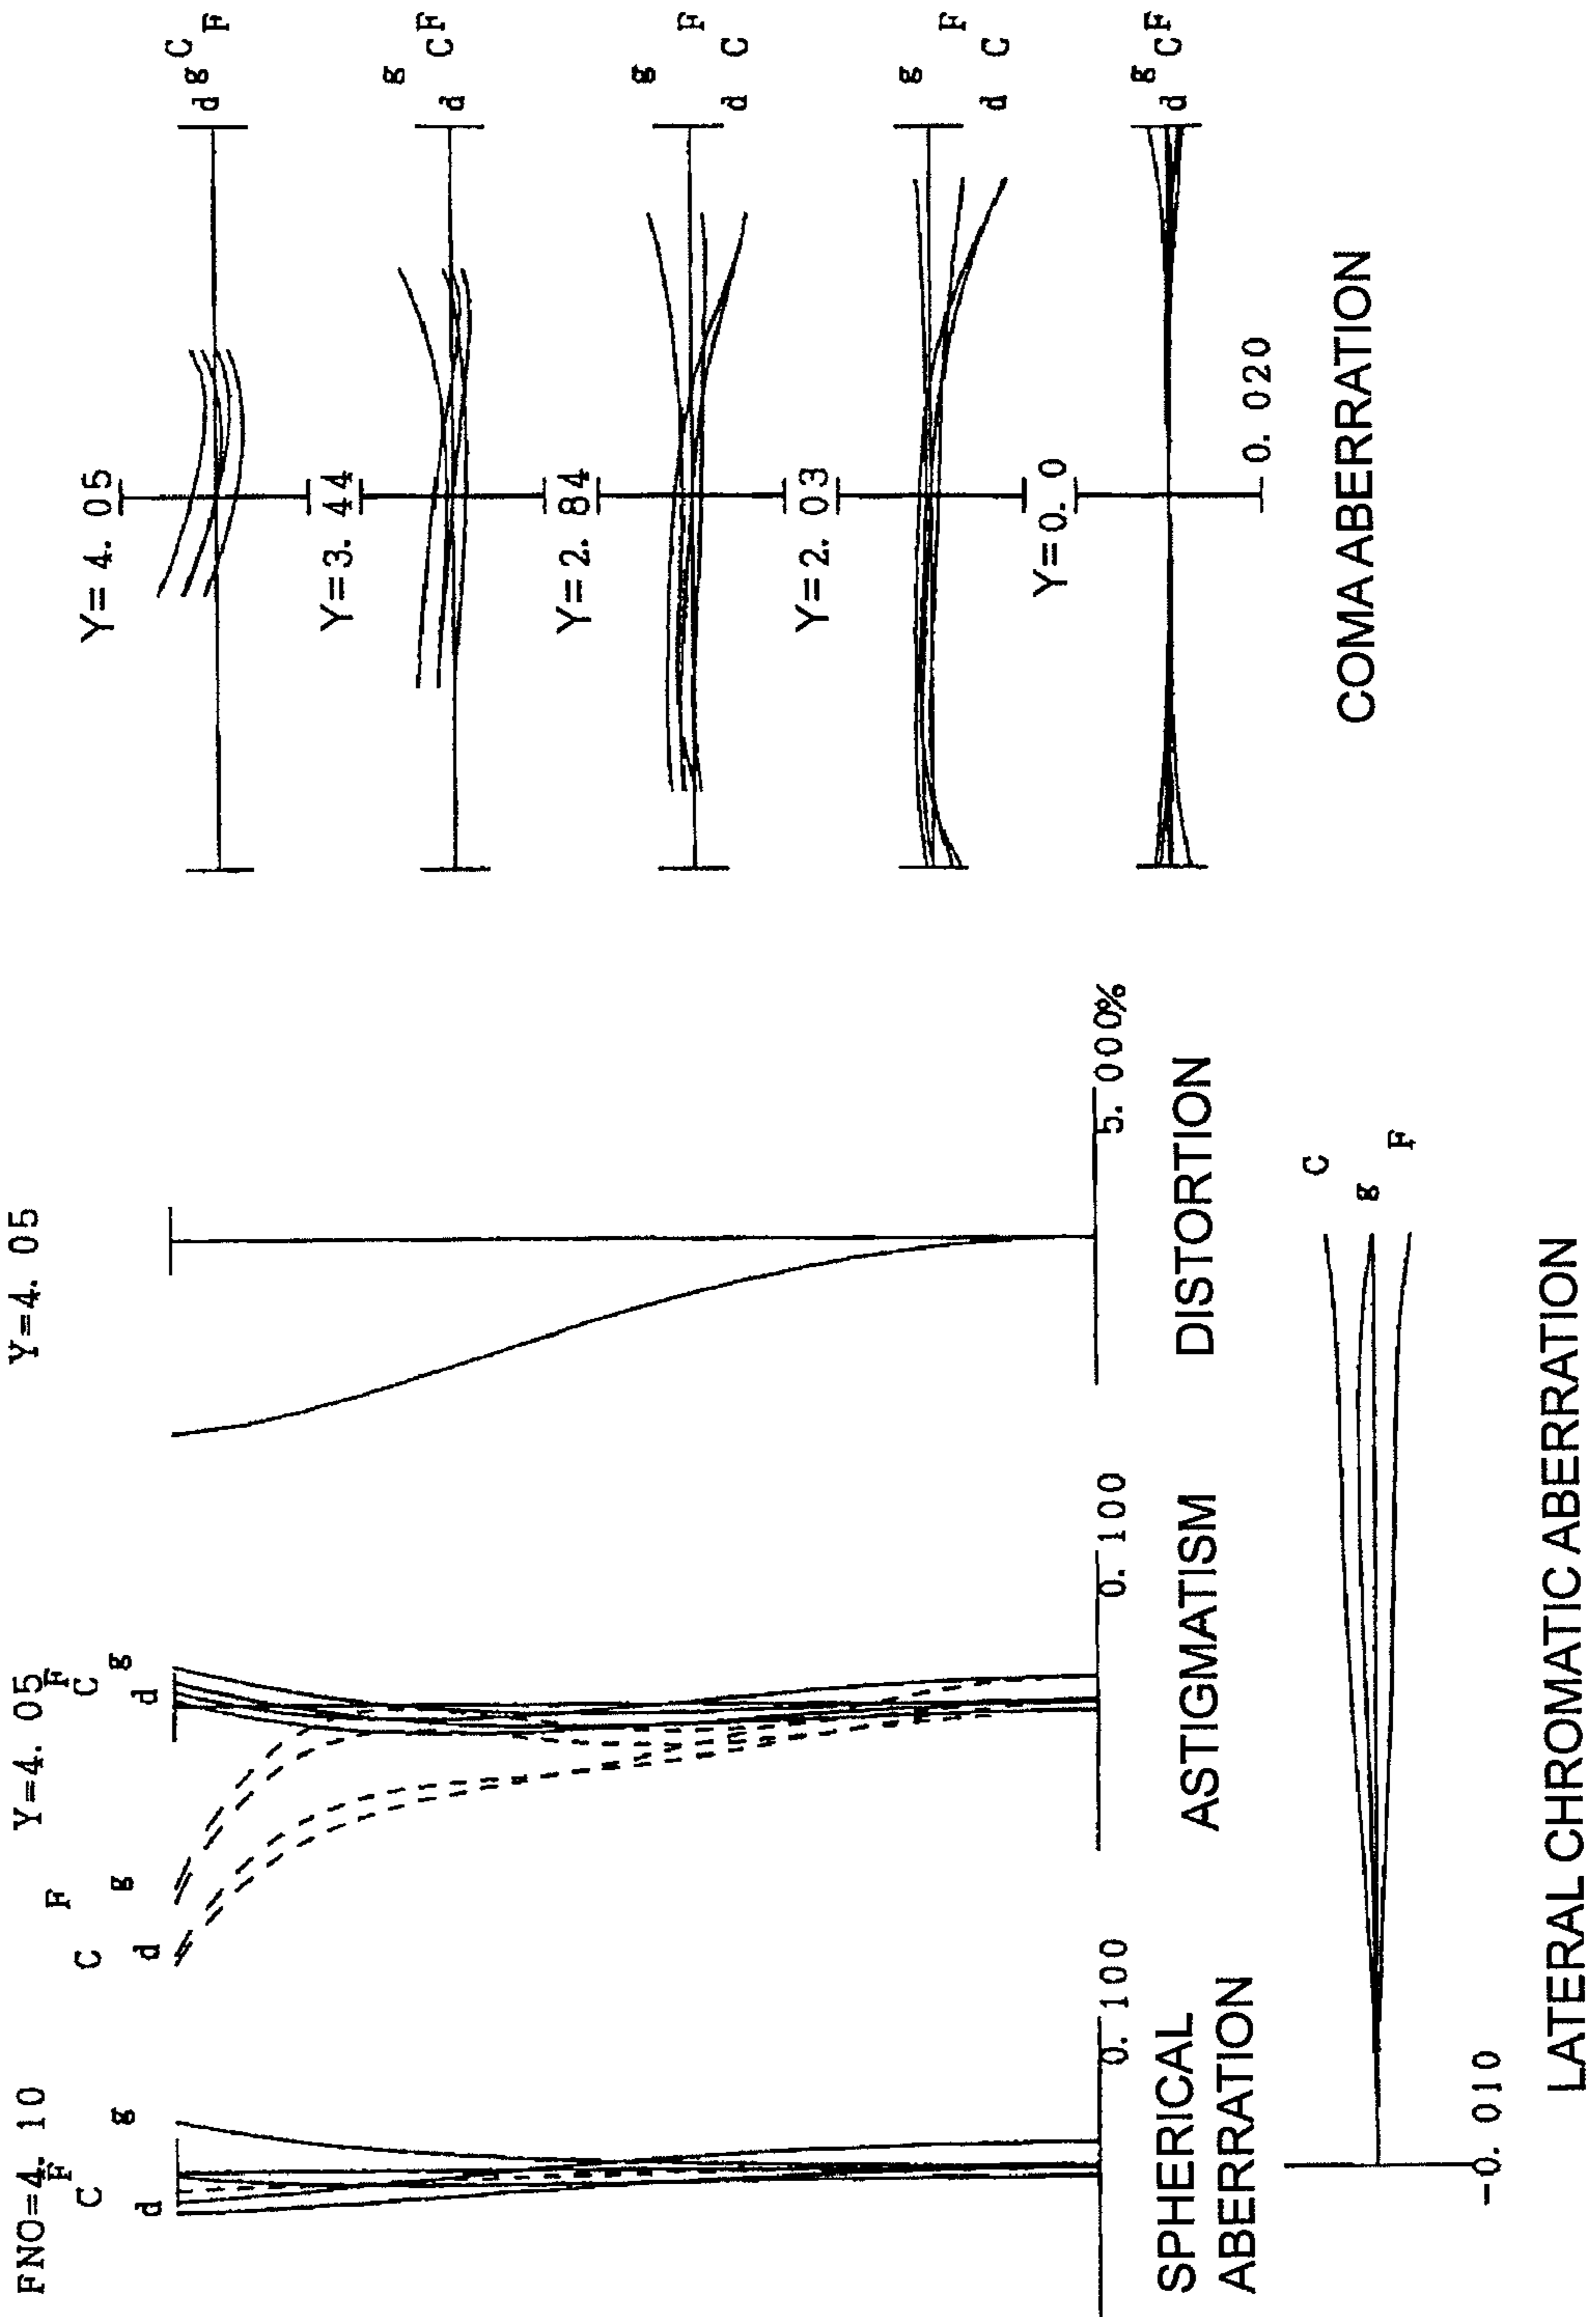 FNO=4. 10
F
C
g
d
0. 100
SPHERICAL
ABERRATION
Y=4. 05
F F
C C
g g
d d
0. 100
ASTIGMATISM
Y=4. 05
5. 000%
DISTORTION
Y=4. 05
d g C F
Y=3. 44
d g C F
Y=2. 84
d g C F
Y=2. 03
d g C F
Y=0. 0
d g C F
0. 020
COMA ABERRATION
C
g
F
-0. 010
LATERAL CHROMATIC ABERRATION